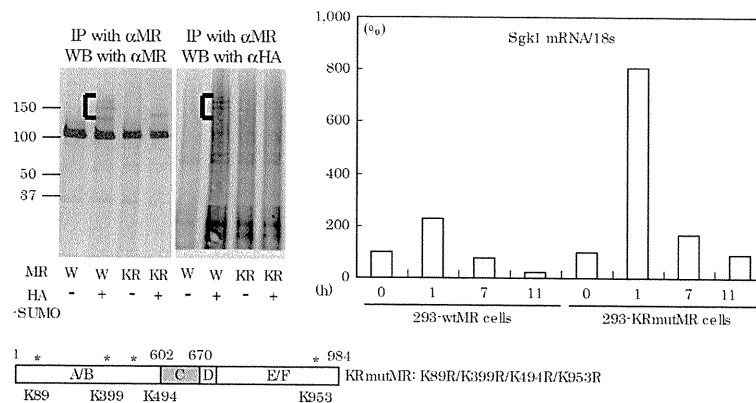 IP with αMR IP with αMR
WB with αMR WB with αHA
150
100
50
37
MR W W KR KR W W KR KR
HA -SUMO - + - + - + - +
(%)
Sgk1 mRNA/18s
1,000
800
600
400
200
0
(h) 0 1 7 11 0 1 7 11
293-wtMR cells 293-KRmutMR cells
1 * * * 602 670 * 984
A/B C D E/F KRmutMR: K89R/K399R/K494R/K953R
K89 K399 K494 K953